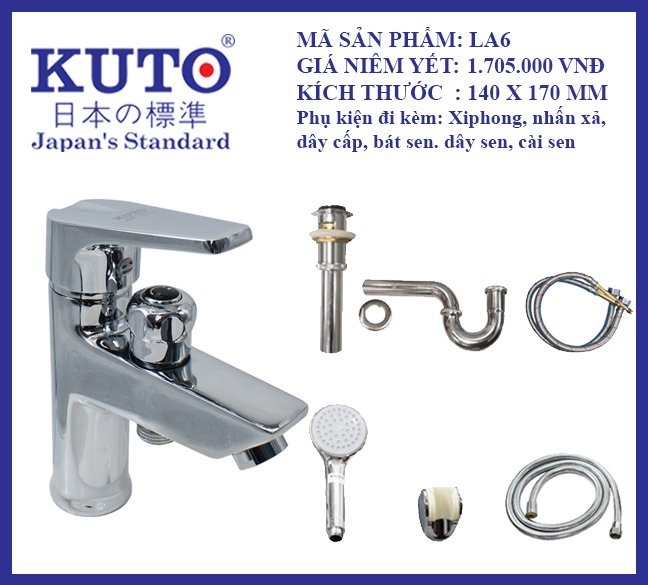 KUTO®
日本の標準
Japan's Standard
MÃ SẢN PHẨM: LA6
GIÁ NIÊM YẾT: 1.705.000 VNĐ
KÍCH THƯỚC : 140 X 170 MM
Phụ kiện đi kèm: Xiphong, nhấn xả,
dây cấp, bát sen. dây sen, cài sen
KUTO